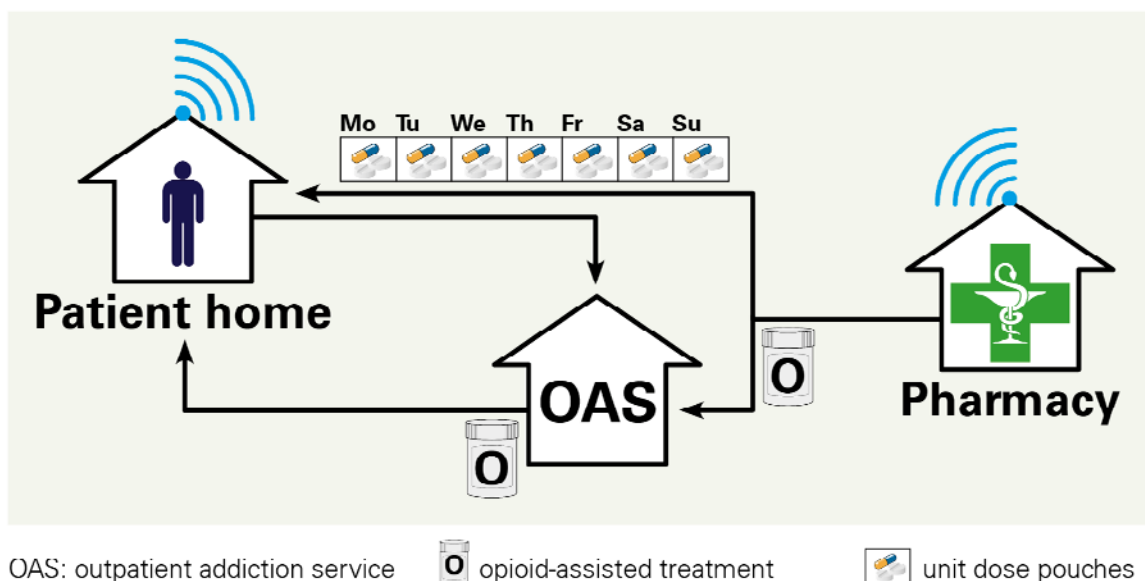 Mo Tu We Th Fr Sa Su
Patient home
OAS
O
O
Pharmacy
OAS: outpatient addiction service
O opioid-assisted treatment
unit dose pouches